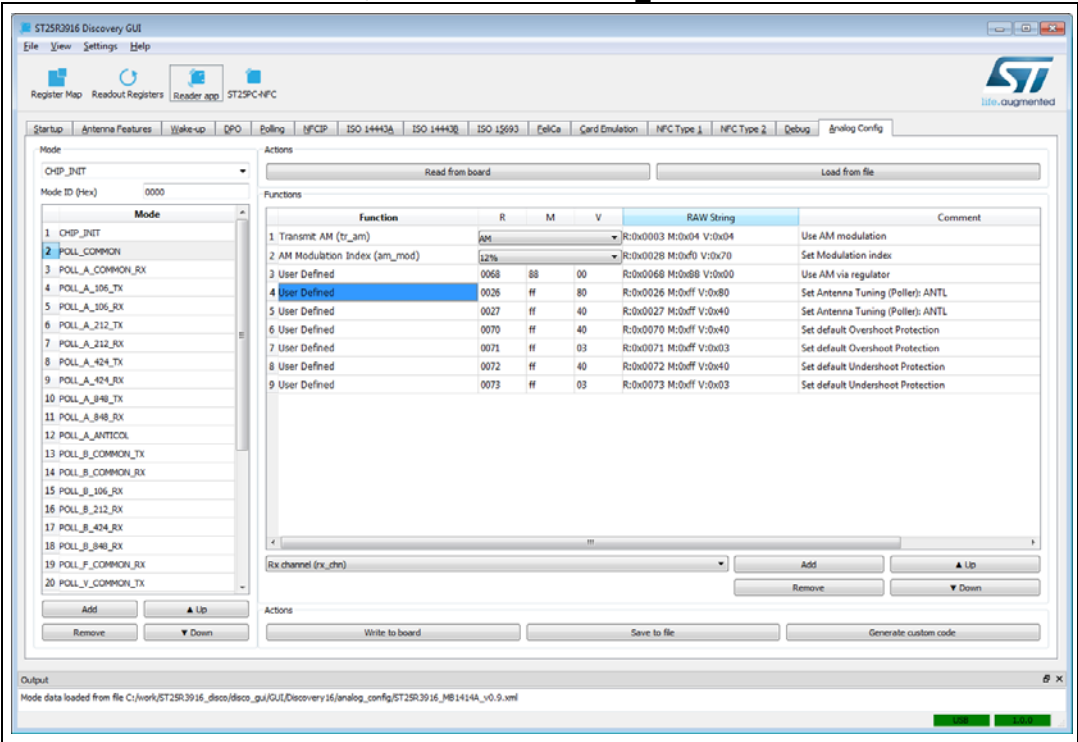 ST25R3916 Discovery GUI
File View Settings Help
Register Map Readout Registers Reader app ST25PC-NFC
life.augmented
Startup Antenna Features Wake-up DPO Polling NFCIP ISO 14443A ISO 14443B ISO 15693 FeliCa Card Emulation NFC Type 1 NFC Type 2 Debug Analog Config
Mode
CHIP_INIT
Mode ID (Hex) 0000
Mode
1 CHIP_INIT
2 POLL_COMMON
3 POLL_A_COMMON_RX
4 POLL_A_106_TX
5 POLL_A_106_RX
6 POLL_A_212_TX
7 POLL_A_212_RX
8 POLL_A_424_TX
9 POLL_A_424_RX
10 POLL_A_848_TX
11 POLL_A_848_RX
12 POLL_A_ANTICOL
13 POLL_B_COMMON_TX
14 POLL_B_COMMON_RX
15 POLL_B_106_RX
16 POLL_B_212_RX
17 POLL_B_424_RX
18 POLL_B_848_RX
19 POLL_F_COMMON_RX
20 POLL_V_COMMON_TX
Add ▲ Up
Remove ▼ Down
Actions
Read from board Load from file
Functions
Function R M V RAW String Comment
1 Transmit AM (tr_am) AM R:0x0003 M:0x04 V:0x04 Use AM modulation
2 AM Modulation Index (am_mod) 12% R:0x0028 M:0xf0 V:0x70 Set Modulation index
3 User Defined 0068 88 00 R:0x0068 M:0x88 V:0x00 Use AM via regulator
4 User Defined 0026 ff 80 R:0x0026 M:0xff V:0x80 Set Antenna Tuning (Poller): ANTL
5 User Defined 0027 ff 40 R:0x0027 M:0xff V:0x40 Set Antenna Tuning (Poller): ANTL
6 User Defined 0070 ff 40 R:0x0070 M:0xff V:0x40 Set default Overshoot Protection
7 User Defined 0071 ff 03 R:0x0071 M:0xff V:0x03 Set default Overshoot Protection
8 User Defined 0072 ff 40 R:0x0072 M:0xff V:0x40 Set default Undershoot Protection
9 User Defined 0073 ff 03 R:0x0073 M:0xff V:0x03 Set default Undershoot Protection
Rx channel (rx_chn) Add ▲ Up
Remove ▼ Down
Actions
Write to board Save to file Generate custom code
Output
Mode data loaded from file C:/work/ST25R3916_disco/disco_gui/GUI/Discovery16/analog_config/ST25R3916_MB1414A_v0.9.xml
USB 1.0.0